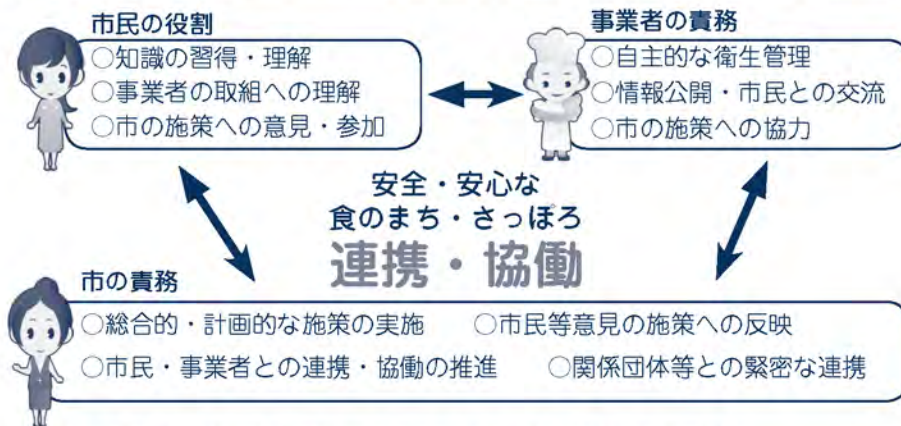 市民の役割
○知識の習得・理解
○事業者の取組への理解
○市の施策への意見・参加
事業者の責務
○自主的な衛生管理
○情報公開・市民との交流
○市の施策への協力
安全・安心な
食のまち・さっぽろ
連携・協働
市の責務
○総合的・計画的な施策の実施 ○市民等意見の施策への反映
○市民・事業者との連携・協働の推進 ○関係団体等との緊密な連携